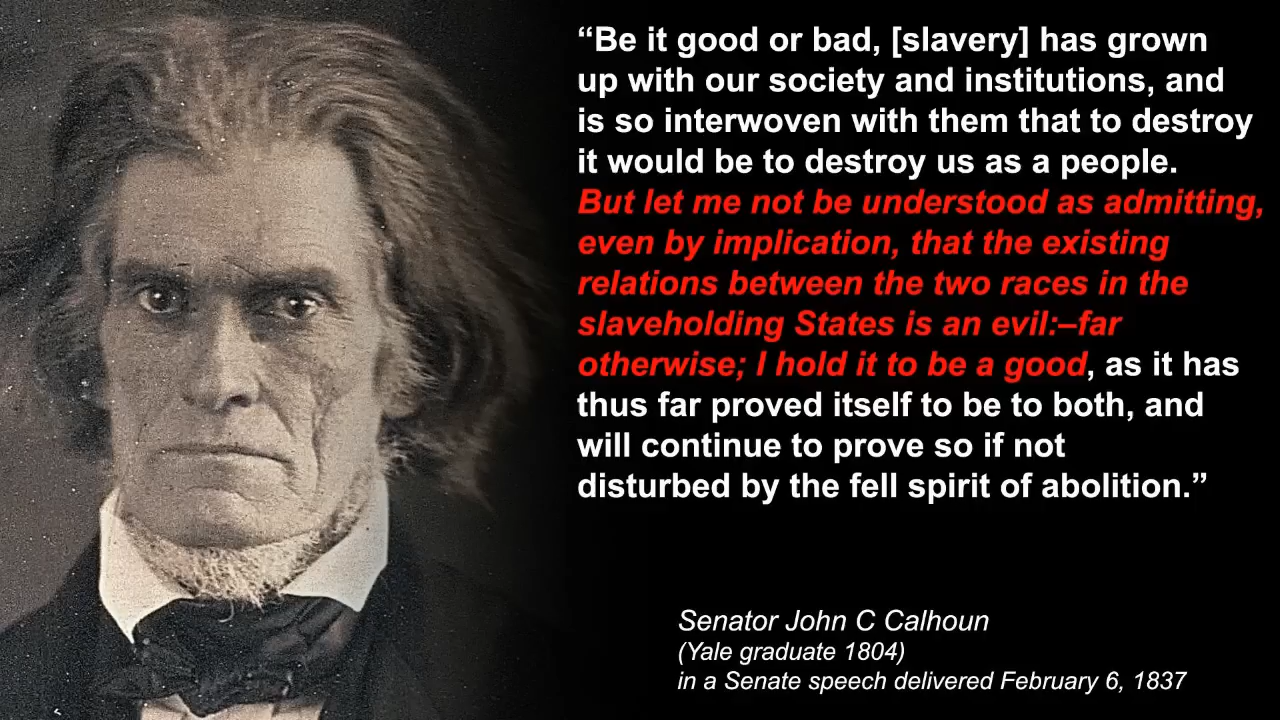 “Be it good or bad, [slavery] has grown
up with our society and institutions, and
is so interwoven with them that to destroy
it would be to destroy us as a people.
But let me not be understood as admitting,
even by implication, that the existing
relations between the two races in the
slaveholding States is an evil:–far
otherwise; I hold it to be a good, as it has
thus far proved itself to be to both, and
will continue to prove so if not
disturbed by the fell spirit of abolition.”
Senator John C Calhoun
(Yale graduate 1804)
in a Senate speech delivered February 6, 1837